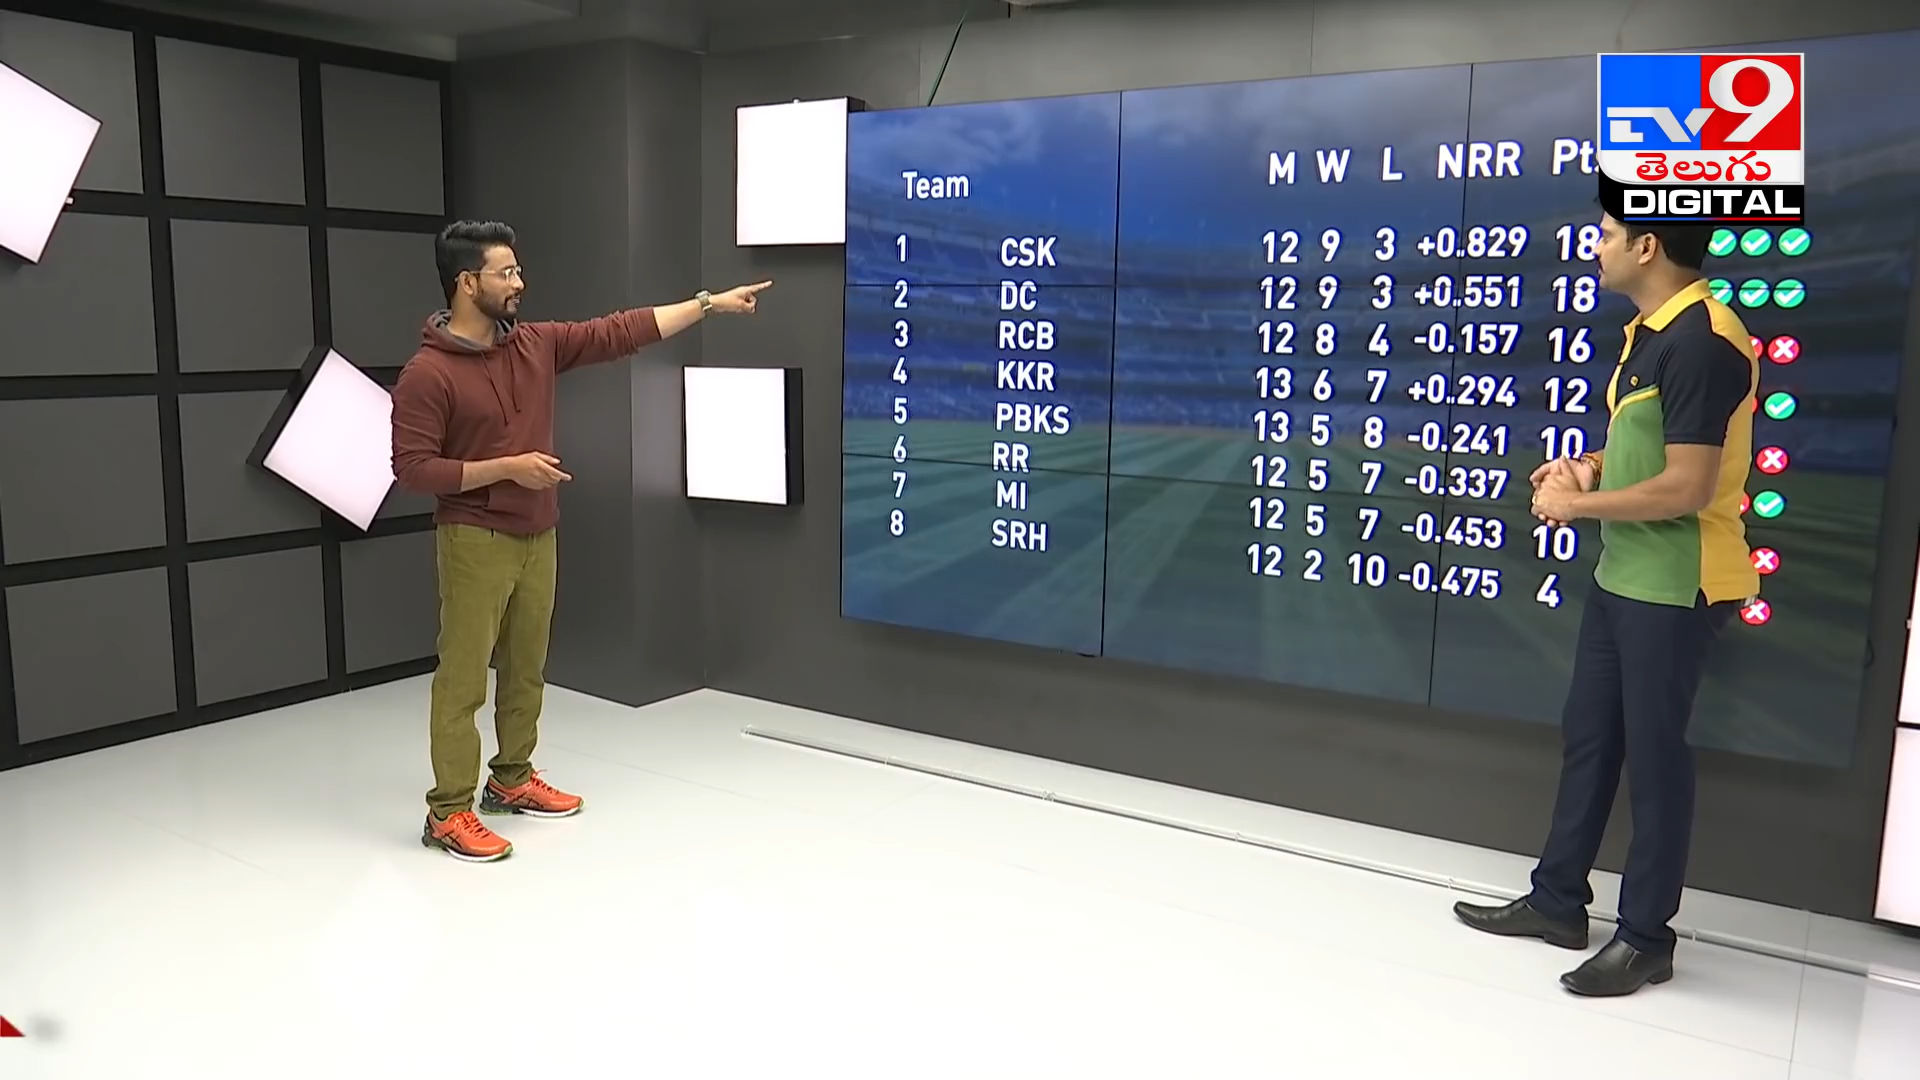 TV9
తెలుగు
DIGITAL
Team M W L NRR
1 CSK 12 9 3 +0.829 18
2 DC 12 9 3 +0.551 18
3 RCB 12 8 4 -0.157 16
4 KKR 13 6 7 +0.294 12
5 PBKS 13 5 8 -0.241 10
6 RR 12 5 7 -0.337
7 MI 12 5 7 -0.453 10
8 SRH 12 2 10 -0.475 4